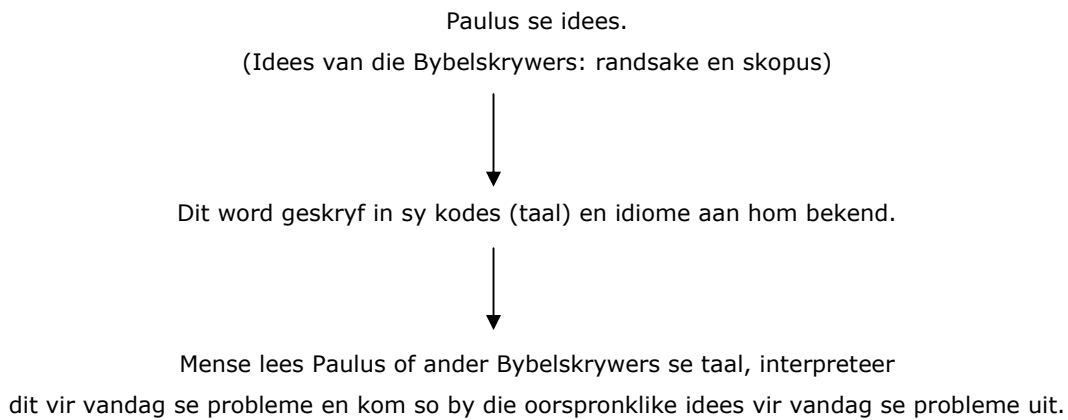 Paulus se idees.
(Idees van die Bybelskrywers: randsake en skopus)
Dit word geskryf in sy kodes (taal) en idiome aan hom bekend.
Mense lees Paulus of ander Bybelskrywers se taal, interpreteer
dit vir vandag se probleme en kom so by die oorspronklike idees vir vandag se probleme uit.